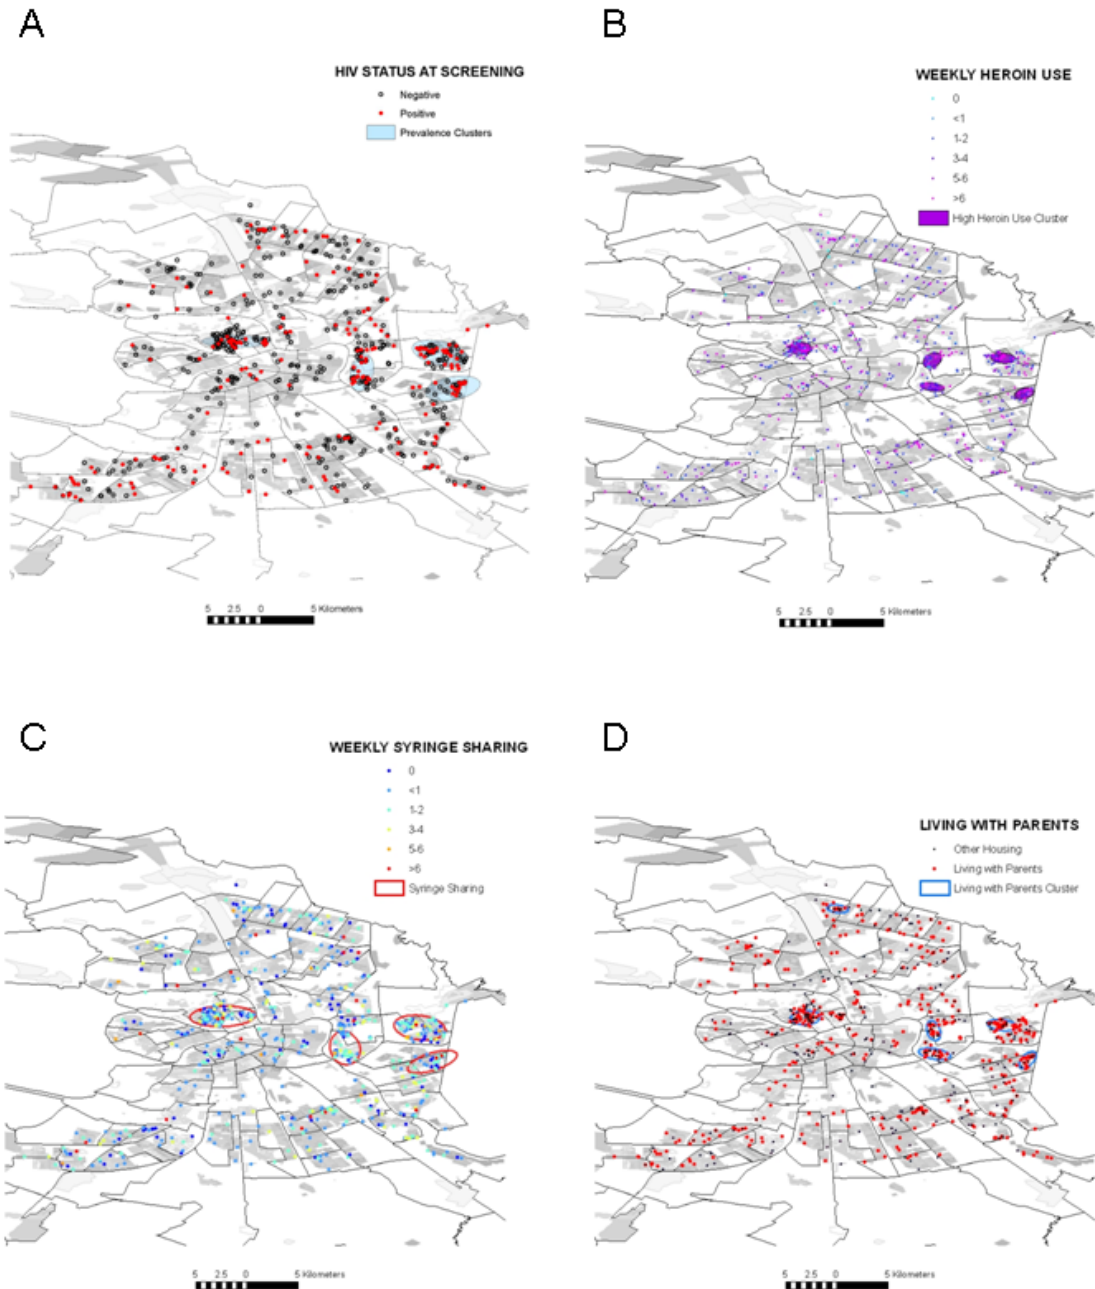 A
HIV STATUS AT SCREENING
Negative
Positive
Prevalence Clusters
5 2.5 0 5 Kilometers
B
WEEKLY HEROIN USE
0
<1
1-2
3-4
5-6
>6
High Heroin Use Cluster
5 2.5 0 5 Kilometers
C
WEEKLY SYRINGE SHARING
0
<1
1-2
3-4
5-6
>6
Syringe Sharing
5 2.5 0 5 Kilometers
D
LIVING WITH PARENTS
Other Housing
Living with Parents
Living with Parents Cluster
5 2.5 0 5 Kilometers